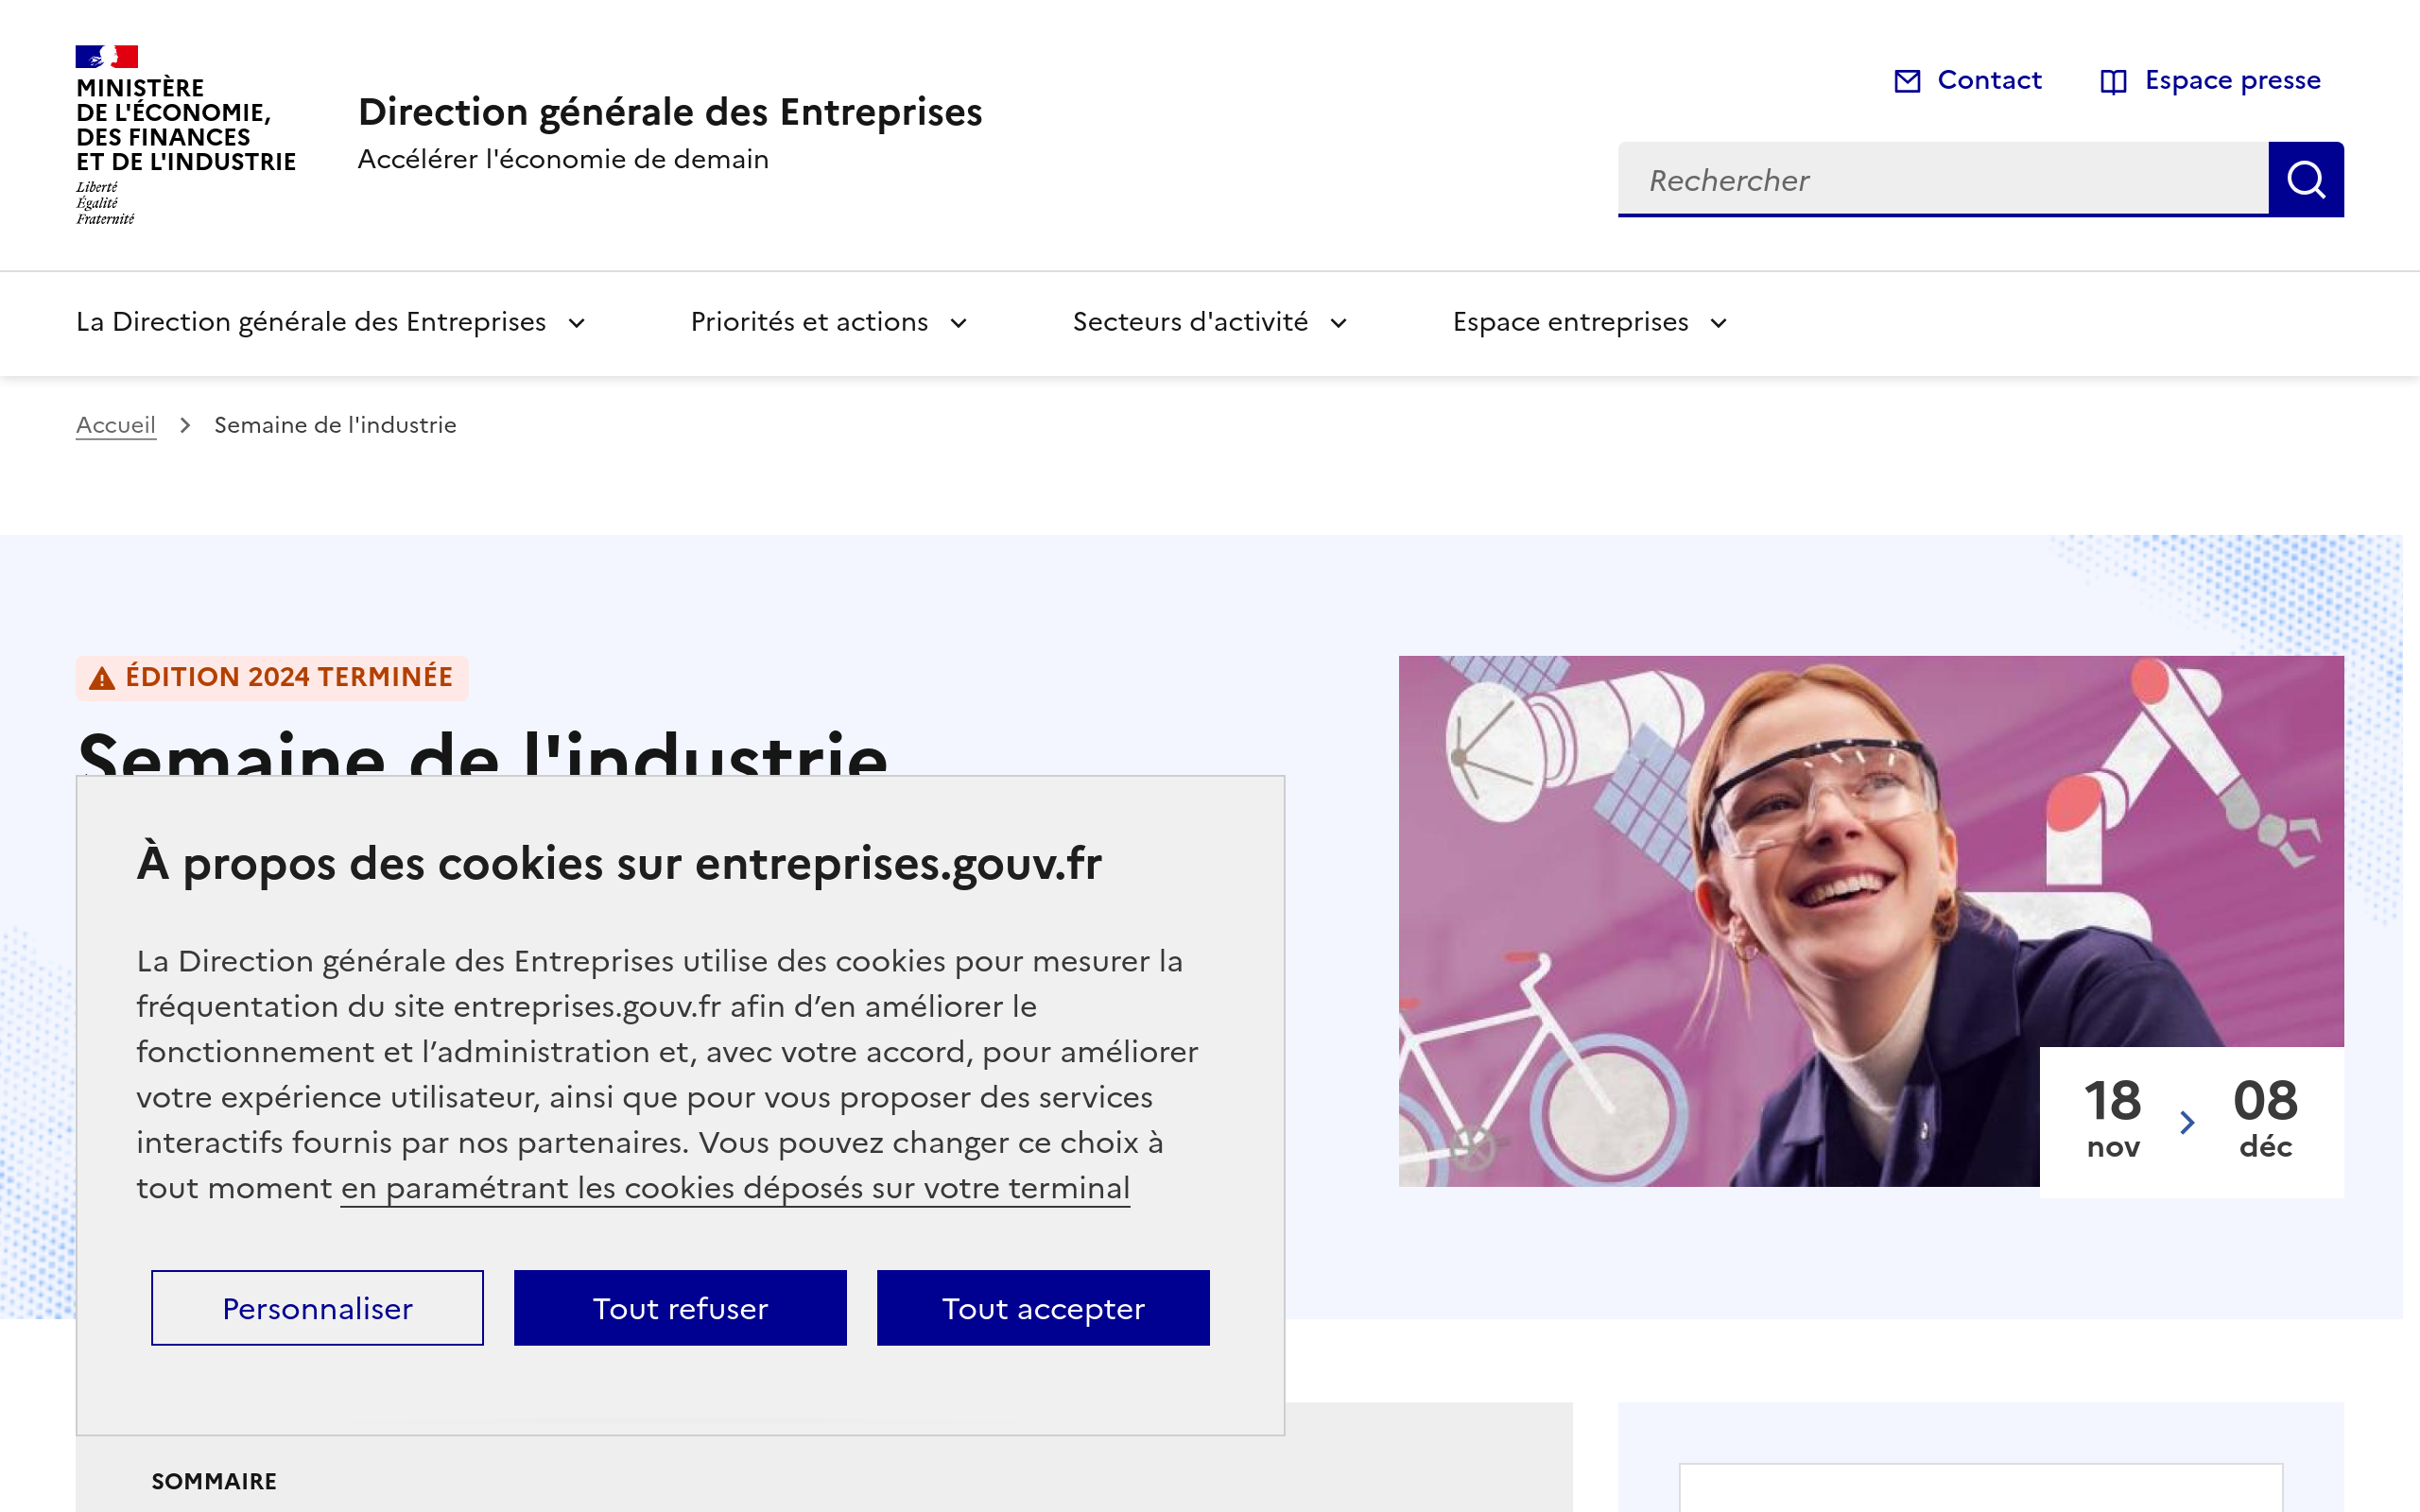 MINISTÈRE
DE L'ÉCONOMIE,
DES FINANCES
ET DE L'INDUSTRIE
Liberté
Égalité
Fraternité
Direction générale des Entreprises
Accélérer l'économie de demain
Contact
Espace presse
Rechercher
La Direction générale des Entreprises
Priorités et actions
Secteurs d'activité
Espace entreprises
Accueil
Semaine de l'industrie
ÉDITION 2024 TERMINÉE
Semaine de l'industrie
18
nov
08
déc
À propos des cookies sur entreprises.gouv.fr
La Direction générale des Entreprises utilise des cookies pour mesurer la
fréquentation du site entreprises.gouv.fr afin d’en améliorer le
fonctionnement et l’administration et, avec votre accord, pour améliorer
votre expérience utilisateur, ainsi que pour vous proposer des services
interactifs fournis par nos partenaires. Vous pouvez changer ce choix à
tout moment en paramétrant les cookies déposés sur votre terminal
Personnaliser
Tout refuser
Tout accepter
SOMMAIRE